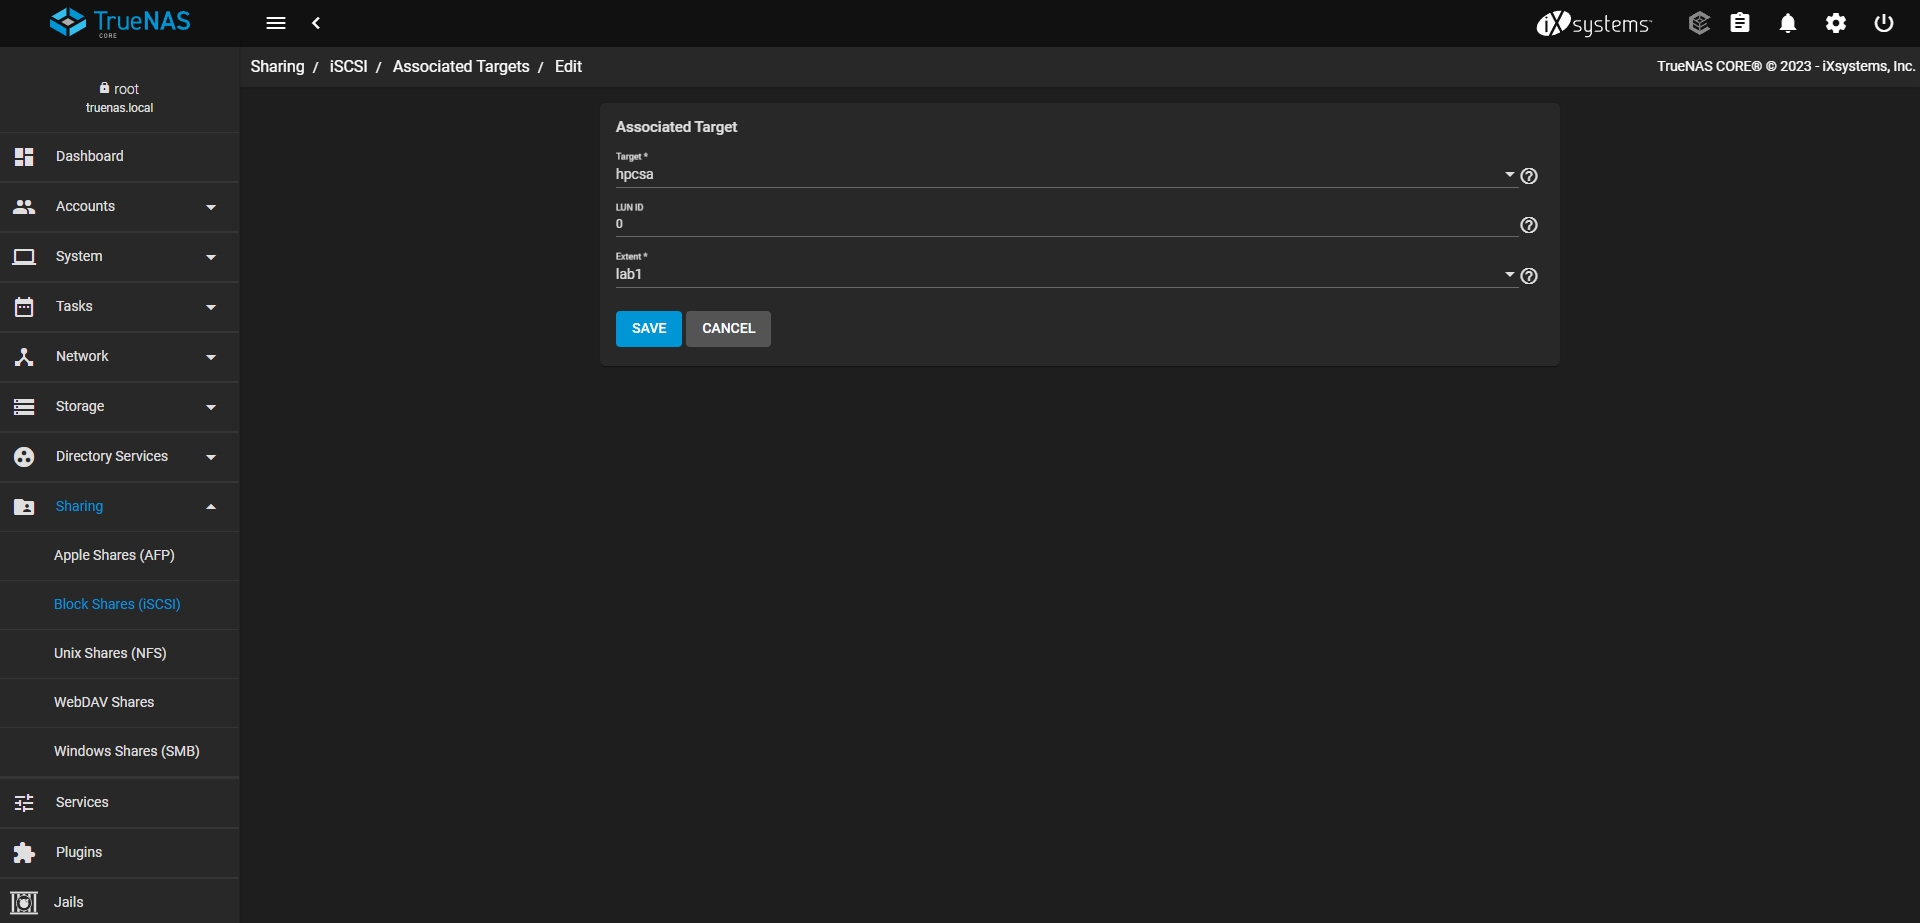 TrueNAS
CORE
iXsystems™
Sharing / iSCSI / Associated Targets / Edit
TrueNAS CORE® © 2023 - iXsystems, Inc.
root
truenas.local
Dashboard
Accounts
System
Tasks
Network
Storage
Directory Services
Sharing
Apple Shares (AFP)
Block Shares (iSCSI)
Unix Shares (NFS)
WebDAV Shares
Windows Shares (SMB)
Services
Plugins
Jails
Associated Target
Target *
hpcsa
LUN ID
0
Extent *
lab1
SAVE CANCEL